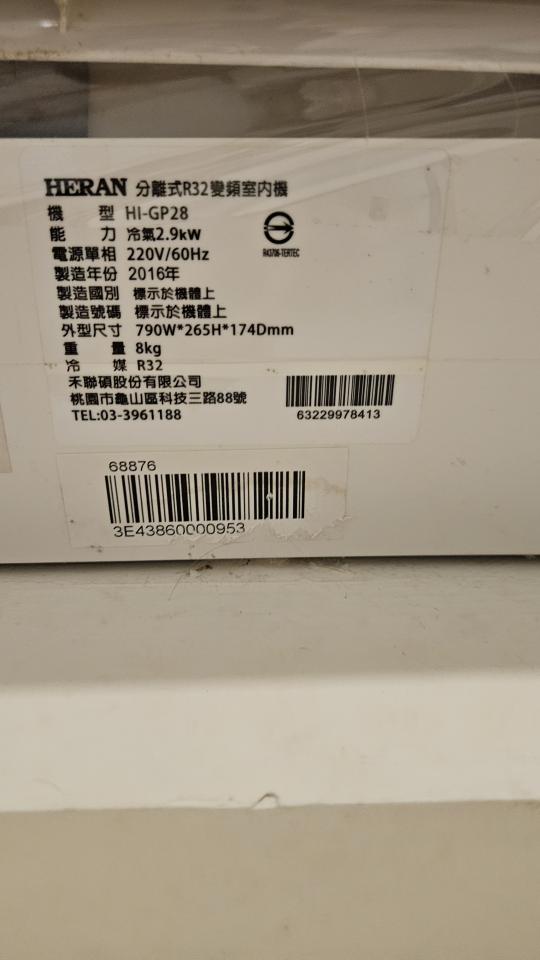 HERAN 分離式R32變頻室內機
機 型 HI-GP28
能 力 冷氣2.9kW
電源單相 220V/60Hz
製造年份 2016年
製造國別 標示於機體上
製造號碼 標示於機體上
外型尺寸 790W*265H*174Dmm
重 量 8kg
冷 媒 R32
禾聯碩股份有限公司
桃園市龜山區科技三路88號
TEL:03-3961188
R43706-TERTEC
63229978413
68876
3E43860000953